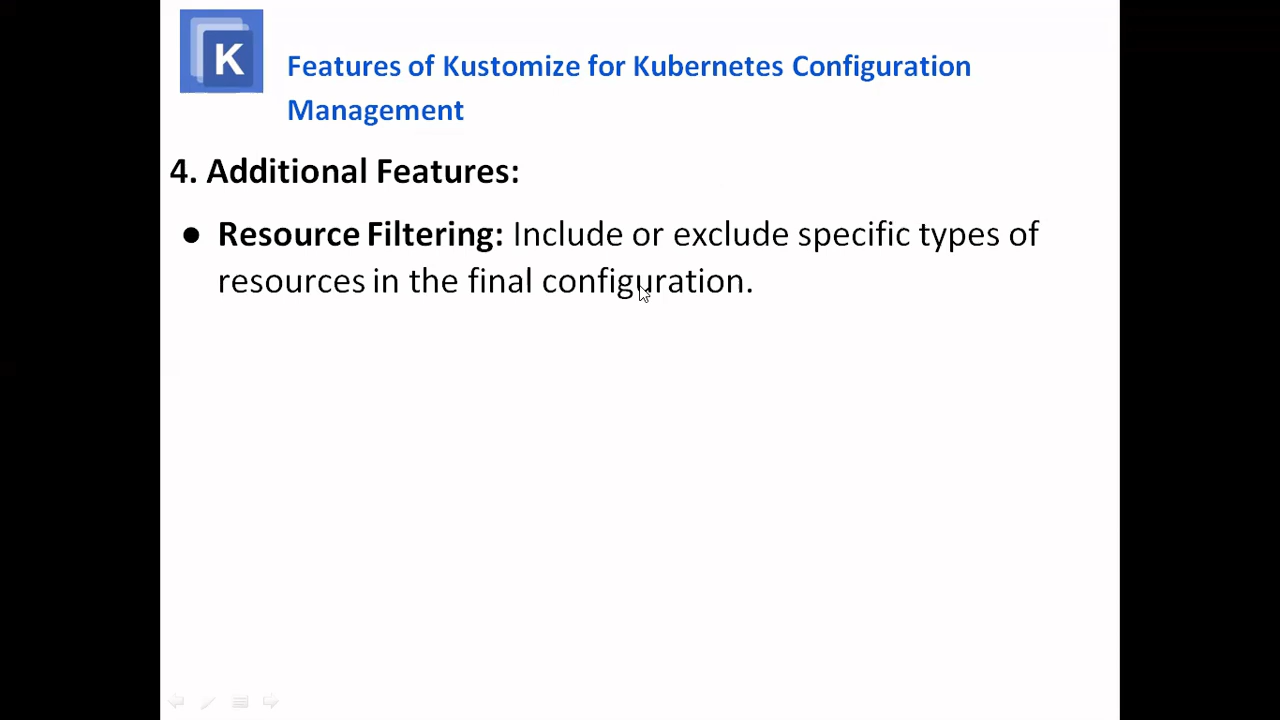 K
Features of Kustomize for Kubernetes Configuration
Management
4. Additional Features:
● Resource Filtering: Include or exclude specific types of
resources in the final configuration.